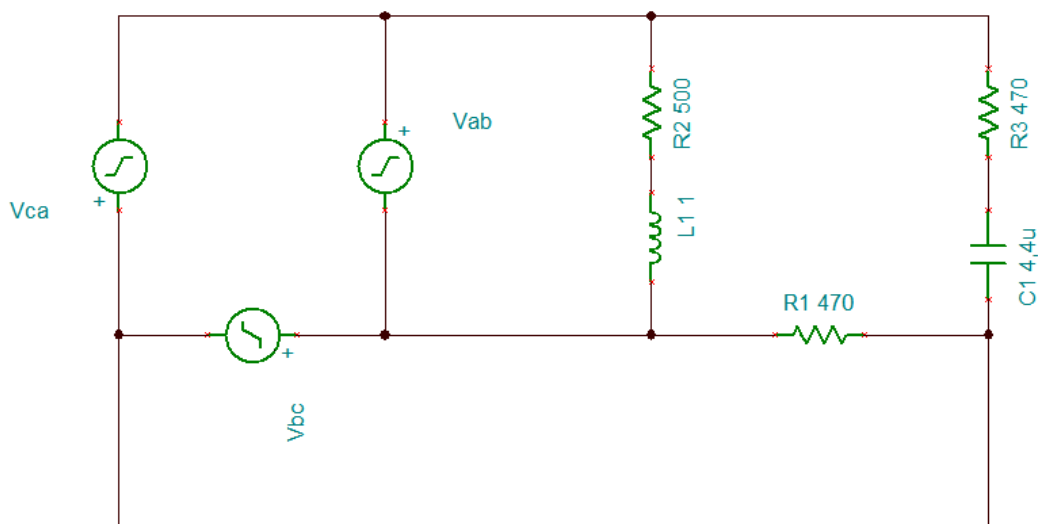 Vca
+
Vab
+
R2 500
L1 1
R3 470
C1 4,4u
R1 470
Vbc
+